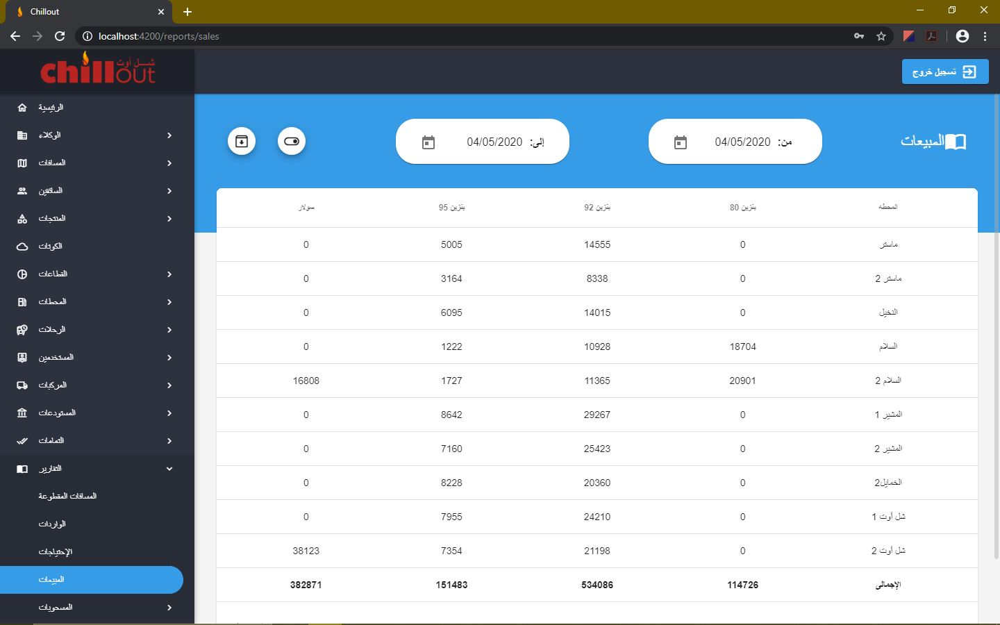 Chillout
localhost:4200/reports/sales
chillout
شل أوت
تسجيل خروج
الرئيسية
الوكلاء
المسافات
السائقين
المنتجات
الكوتات
القطاعات
المحطات
الرحلات
المستخدمين
المركبات
المستودعات
التمامات
التقارير
المسافات المقطوعة
الواردات
الإحتياجات
المبيعات
المسحوبات
المبيعات
من: 04/05/2020
إلى: 04/05/2020
المحطه بنزين 80 بنزين 92 بنزين 95 سولار
ماستر 0 14555 5005 0
ماستر 2 0 8338 3164 0
النخيل 0 14015 6095 0
السلام 18704 10928 1222 0
السلام 2 20901 11365 1727 16808
المشير 1 0 29267 8642 0
المشير 2 0 25423 7160 0
الخمايل2 0 20360 8228 0
شل أوت 1 0 24210 7955 0
شل أوت 2 0 21198 7354 38123
الإجمالى 114726 534086 151483 382871